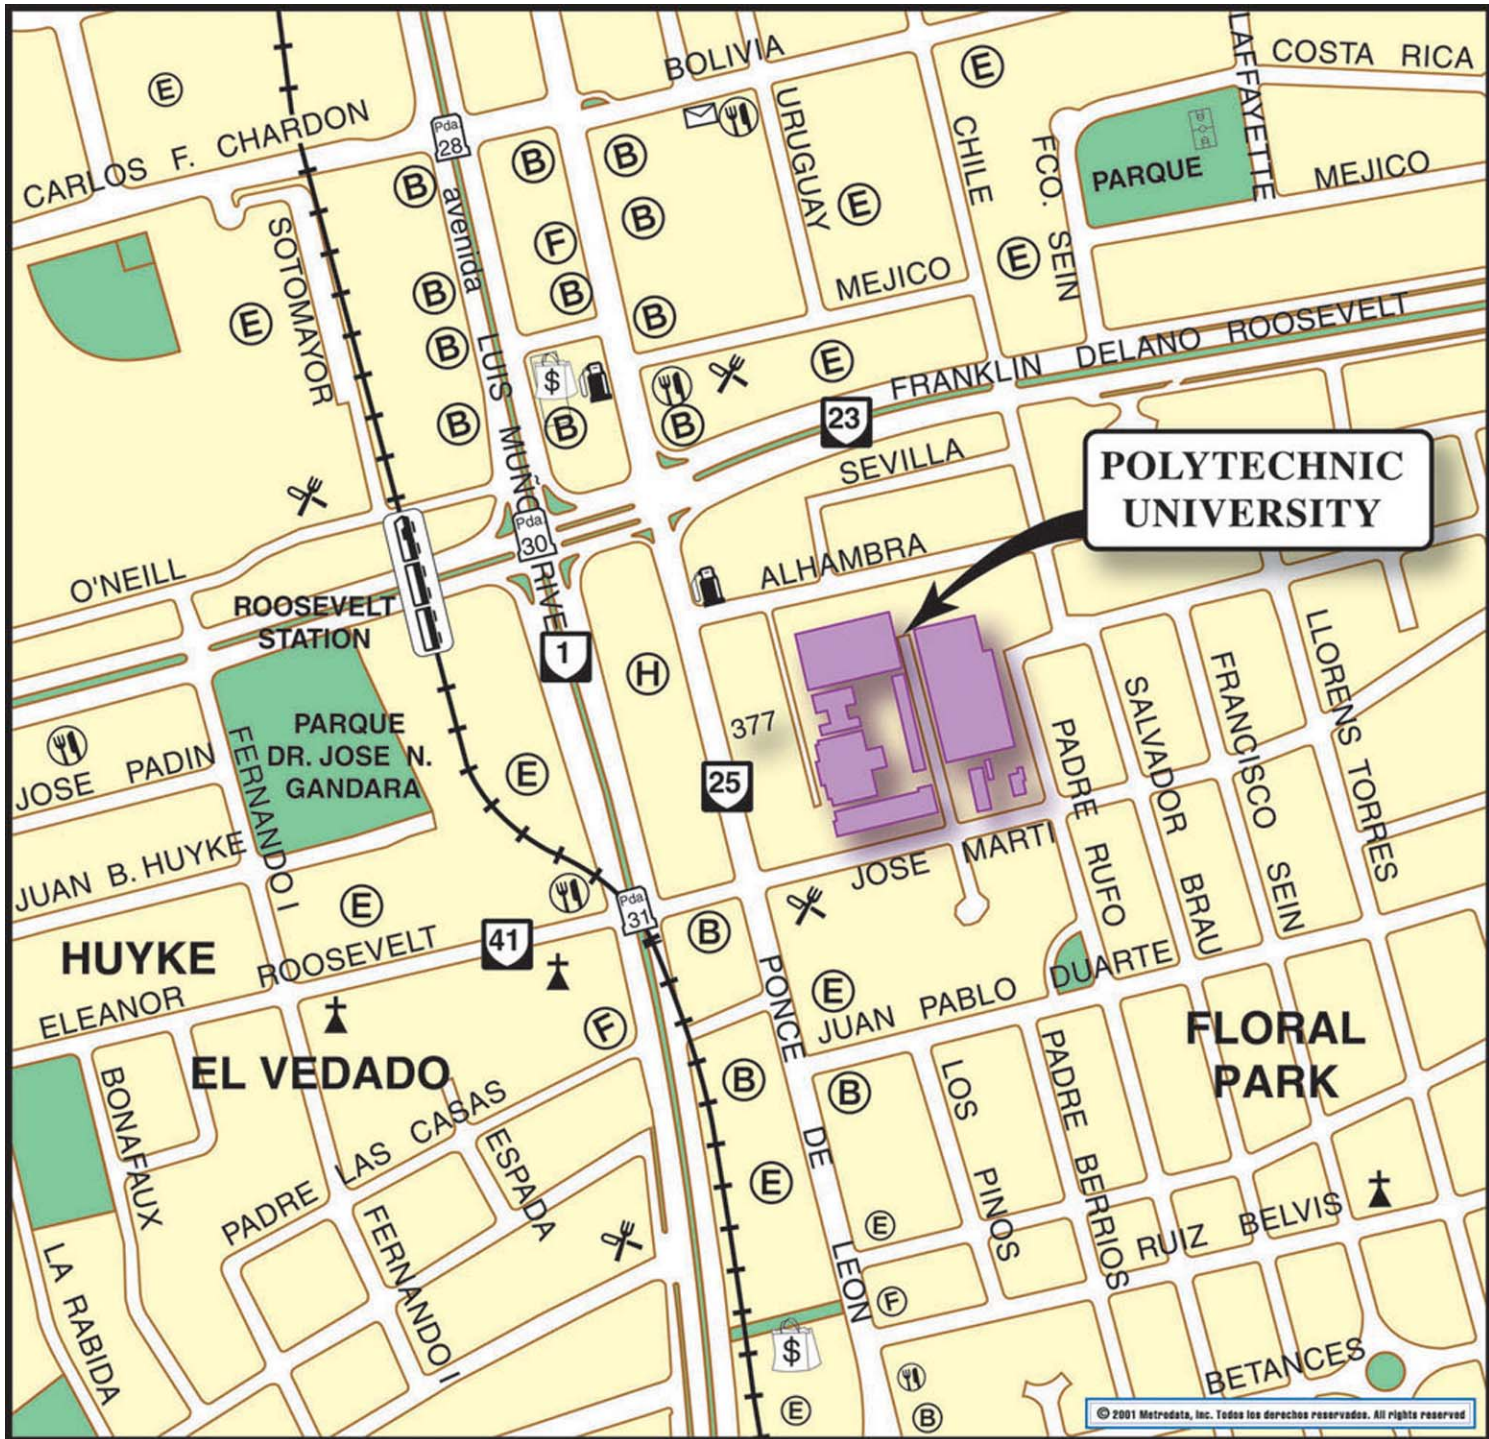 BOLIVIA
LAFFAYETTE
COSTA RICA
E
E
CARLOS F. CHARDON
Pda.
28
URUGUAY
CHILE
FCO. SEIN
PARQUE
MEJICO
B
B
B
avenida
E
B
SOTOMAYOR
F
E
MEJICO
B
B
E
B
FRANKLIN DELANO ROOSEVELT
B
LUIS MUÑOZ RIVERA
$
E
B
B
B
23
SEVILLA
POLYTECHNIC
UNIVERSITY
Pda.
30
ALHAMBRA
O'NEILL
ROOSEVELT
STATION
1
H
LLORENS TORRES
377
PARQUE
DR. JOSE N.
GANDARA
FERNANDO I
JOSE PADIN
E
25
PADRE RUFO
SALVADOR BRAU
FRANCISCO SEIN
JUAN B. HUYKE
JOSE MARTI
E
Pda.
31
HUYKE
ELEANOR ROOSEVELT
41
B
PONCE DE LEON
E
JUAN PABLO DUARTE
F
FLORAL
PARK
EL VEDADO
BONAFAUX
PADRE LAS CASAS
ESPADA
B
B
LOS PINOS
PADRE BERRIOS
E
E
RUIZ BELVIS
LA RABIDA
FERNANDO I
F
$
BETANCES
E
B
© 2001 Metrodata, Inc. Todos los derechos reservados. All rights reserved